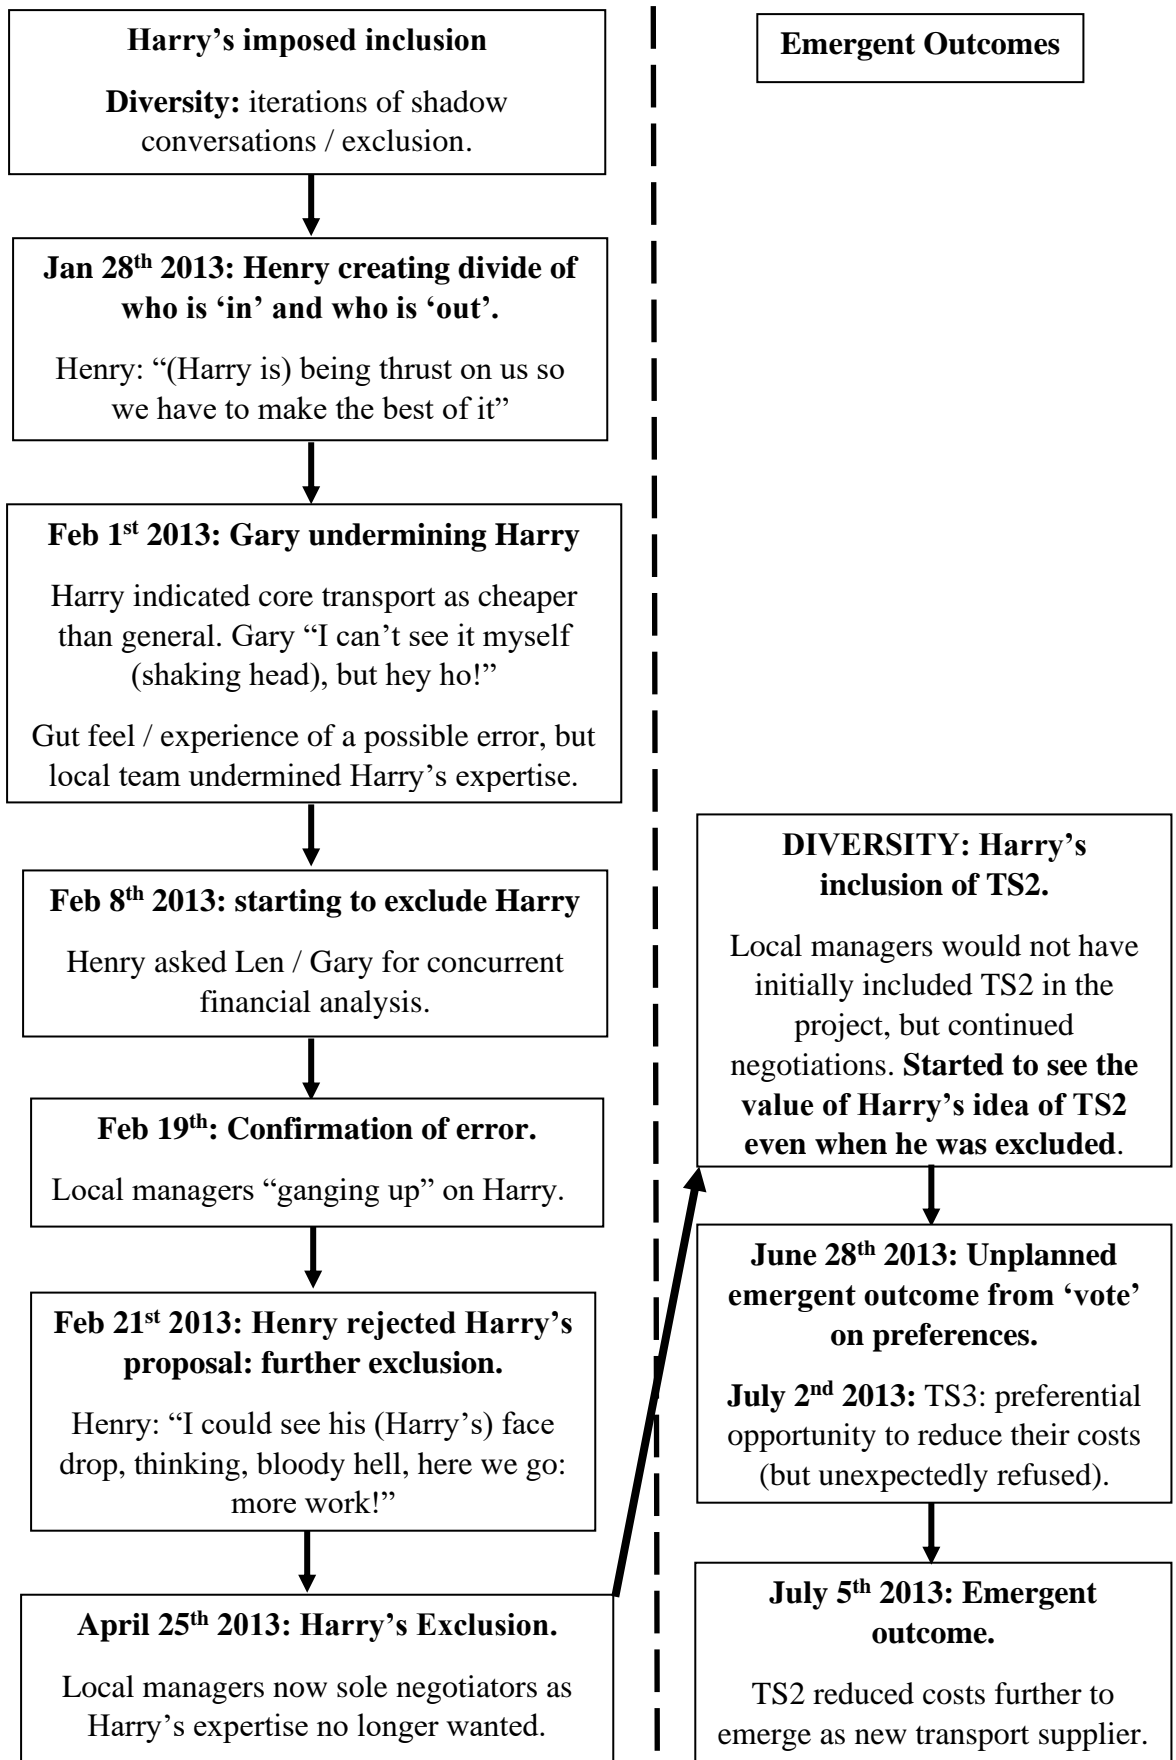 Harry’s imposed inclusion
Diversity: iterations of shadow
conversations / exclusion.
Jan 28th 2013: Henry creating divide of
who is ‘in’ and who is ‘out’.
Henry: “(Harry is) being thrust on us so
we have to make the best of it”
Feb 1st 2013: Gary undermining Harry
Harry indicated core transport as cheaper
than general. Gary “I can’t see it myself
(shaking head), but hey ho!”
Gut feel / experience of a possible error, but
local team undermined Harry’s expertise.
Feb 8th 2013: starting to exclude Harry
Henry asked Len / Gary for concurrent
financial analysis.
Feb 19th: Confirmation of error.
Local managers “ganging up” on Harry.
Feb 21st 2013: Henry rejected Harry’s
proposal: further exclusion.
Henry: “I could see his (Harry’s) face
drop, thinking, bloody hell, here we go:
more work!”
April 25th 2013: Harry’s Exclusion.
Local managers now sole negotiators as
Harry’s expertise no longer wanted.
Emergent Outcomes
DIVERSITY: Harry’s
inclusion of TS2.
Local managers would not have
initially included TS2 in the
project, but continued
negotiations. Started to see the
value of Harry’s idea of TS2
even when he was excluded.
June 28th 2013: Unplanned
emergent outcome from ‘vote’
on preferences.
July 2nd 2013: TS3: preferential
opportunity to reduce their costs
(but unexpectedly refused).
July 5th 2013: Emergent
outcome.
TS2 reduced costs further to
emerge as new transport supplier.